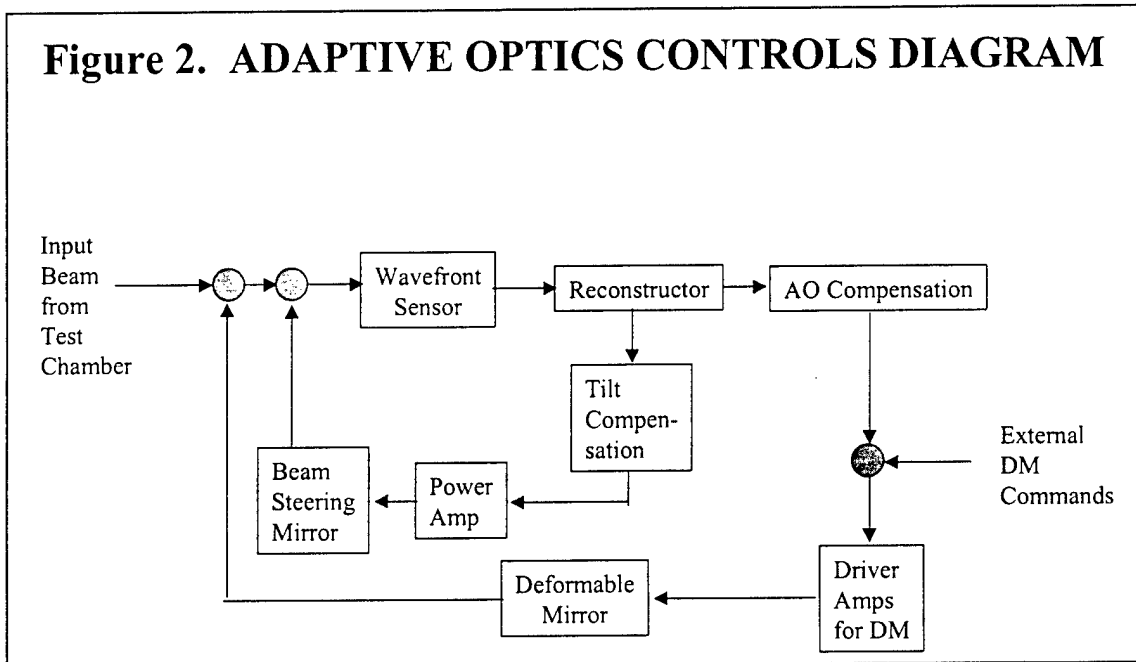 Figure 2. ADAPTIVE OPTICS CONTROLS DIAGRAM
Input
Beam
from
Test
Chamber
Wavefront
Sensor
Reconstructor
AO Compensation
Tilt
Compen-
sation
External
DM
Commands
Beam
Steering
Mirror
Power
Amp
Deformable
Mirror
Driver
Amps
for DM